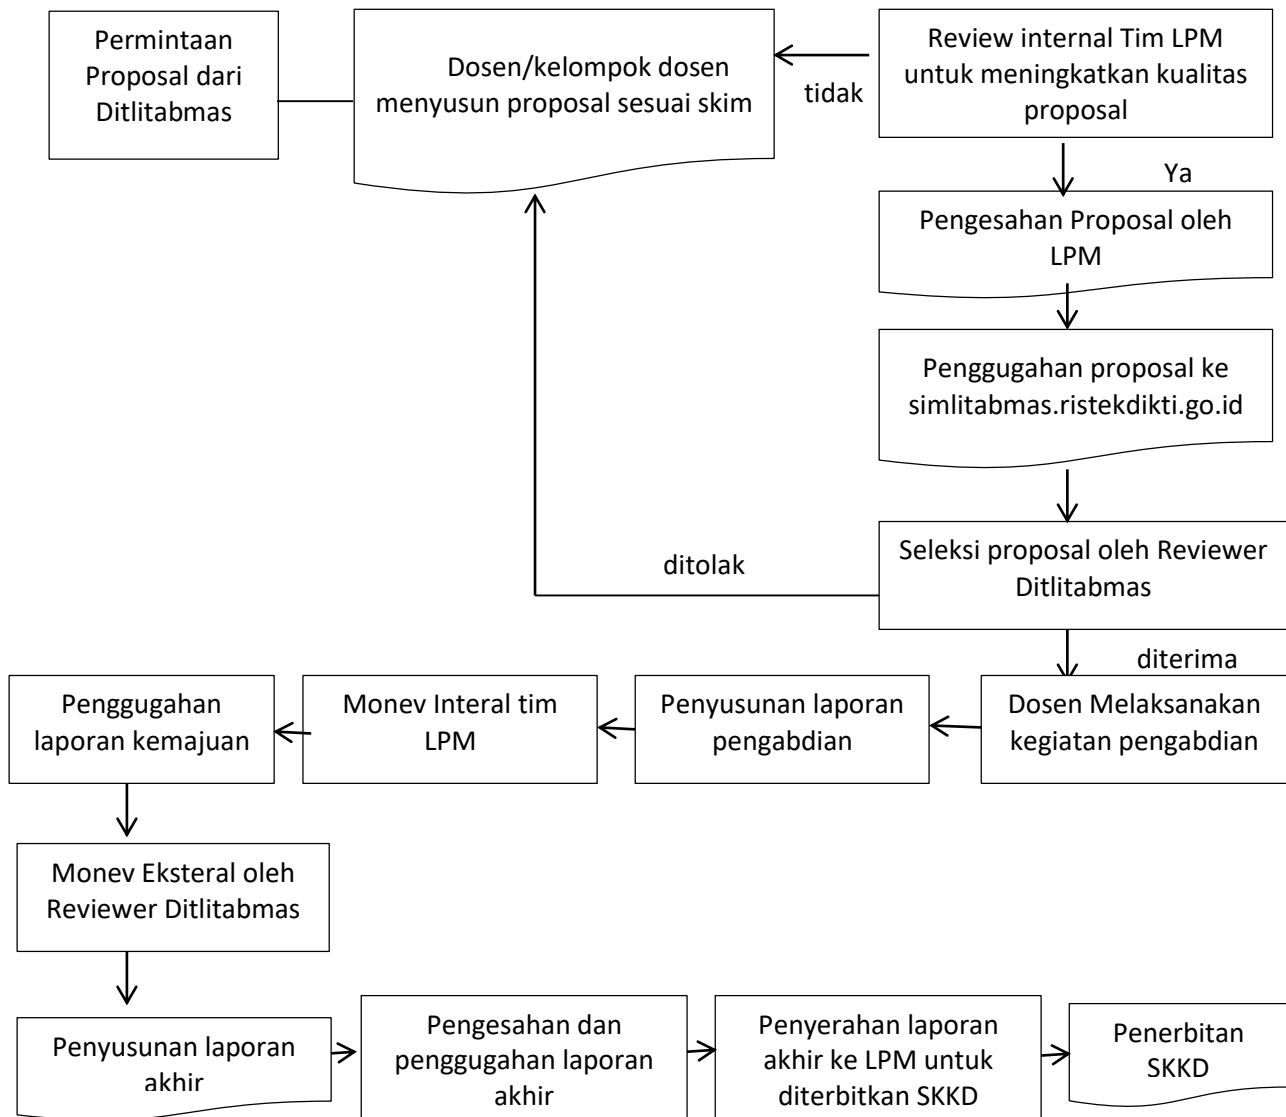 Permintaan
Proposal dari
Ditlitabmas
Dosen/kelompok dosen
menyusun proposal sesuai skim
tidak
Review internal Tim LPM
untuk meningkatkan kualitas
proposal
Ya
Pengesahan Proposal oleh
LPM
Penggugahan proposal ke
simlitabmas.ristekdikti.go.id
ditolak
Seleksi proposal oleh Reviewer
Ditlitabmas
diterima
Dosen Melaksanakan
kegiatan pengabdian
Penyusunan laporan
pengabdian
Monev Interal tim
LPM
Penggugahan
laporan kemajuan
Monev Eksteral oleh
Reviewer Ditlitabmas
Penyusunan laporan
akhir
Pengesahan dan
penggugahan laporan
akhir
Penyerahan laporan
akhir ke LPM untuk
diterbitkan SKKD
Penerbitan
SKKD